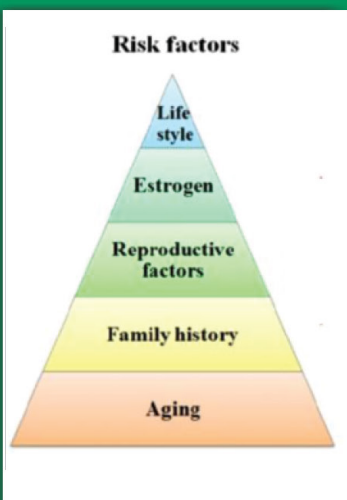 Risk factors
Life
style
Estrogen
Reproductive
factors
Family history
Aging